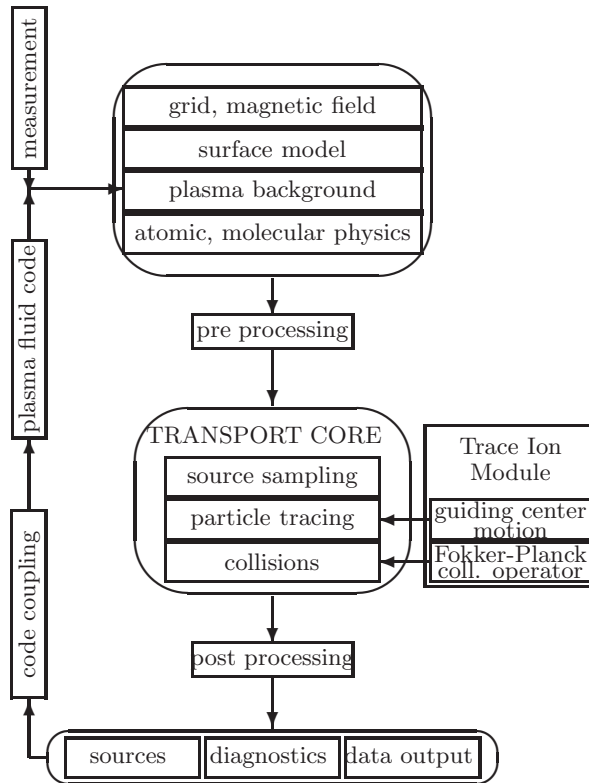 measurement
grid, magnetic field
surface model
plasma background
atomic, molecular physics
plasma fluid code
pre processing
TRANSPORT CORE
source sampling
particle tracing
collisions
Trace Ion
Module
guiding center
motion
Fokker-Planck
coll. operator
code coupling
post processing
sources
diagnostics
data output